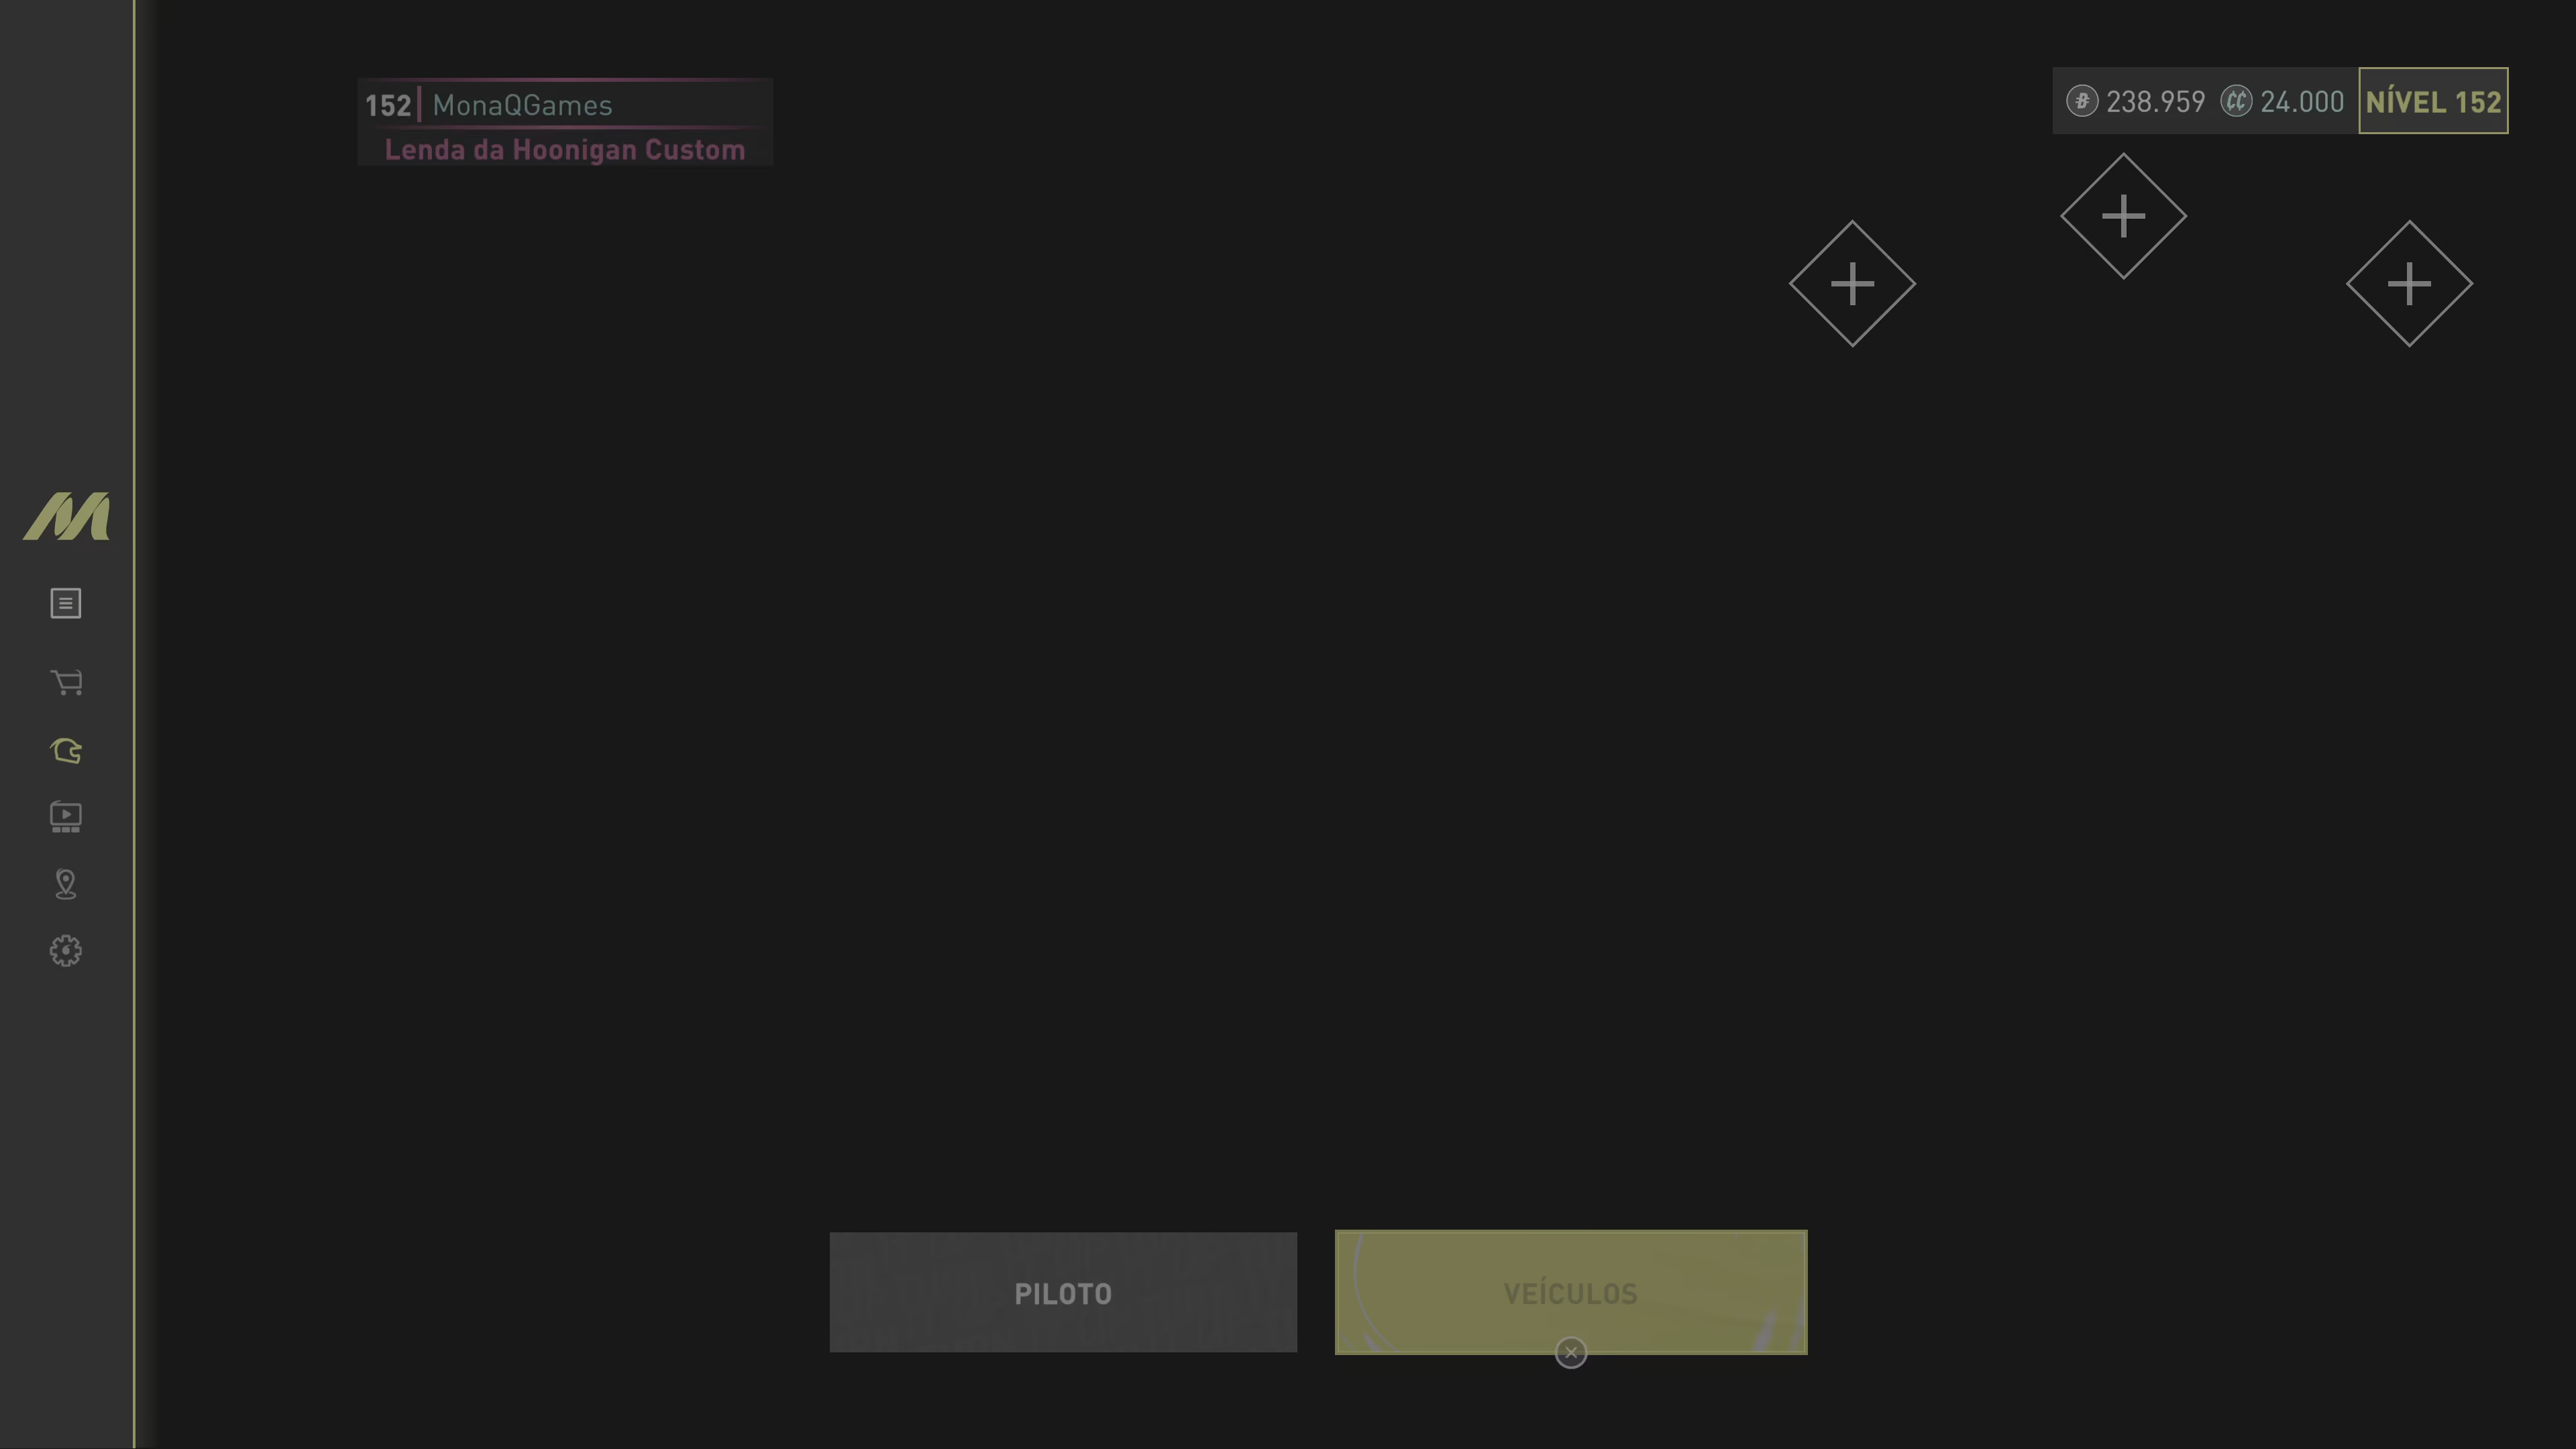 152 MonaQGames
Lenda da Hoonigan Custom
238.959 24.000 NÍVEL 152
PILOTO
VEÍCULOS